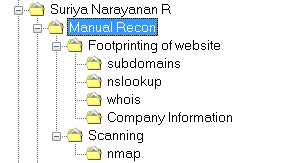 Suriya Narayanan R
Manual Recon
Footprinting of website
subdomains
nslookup
whois
Company Information
Scanning
nmap